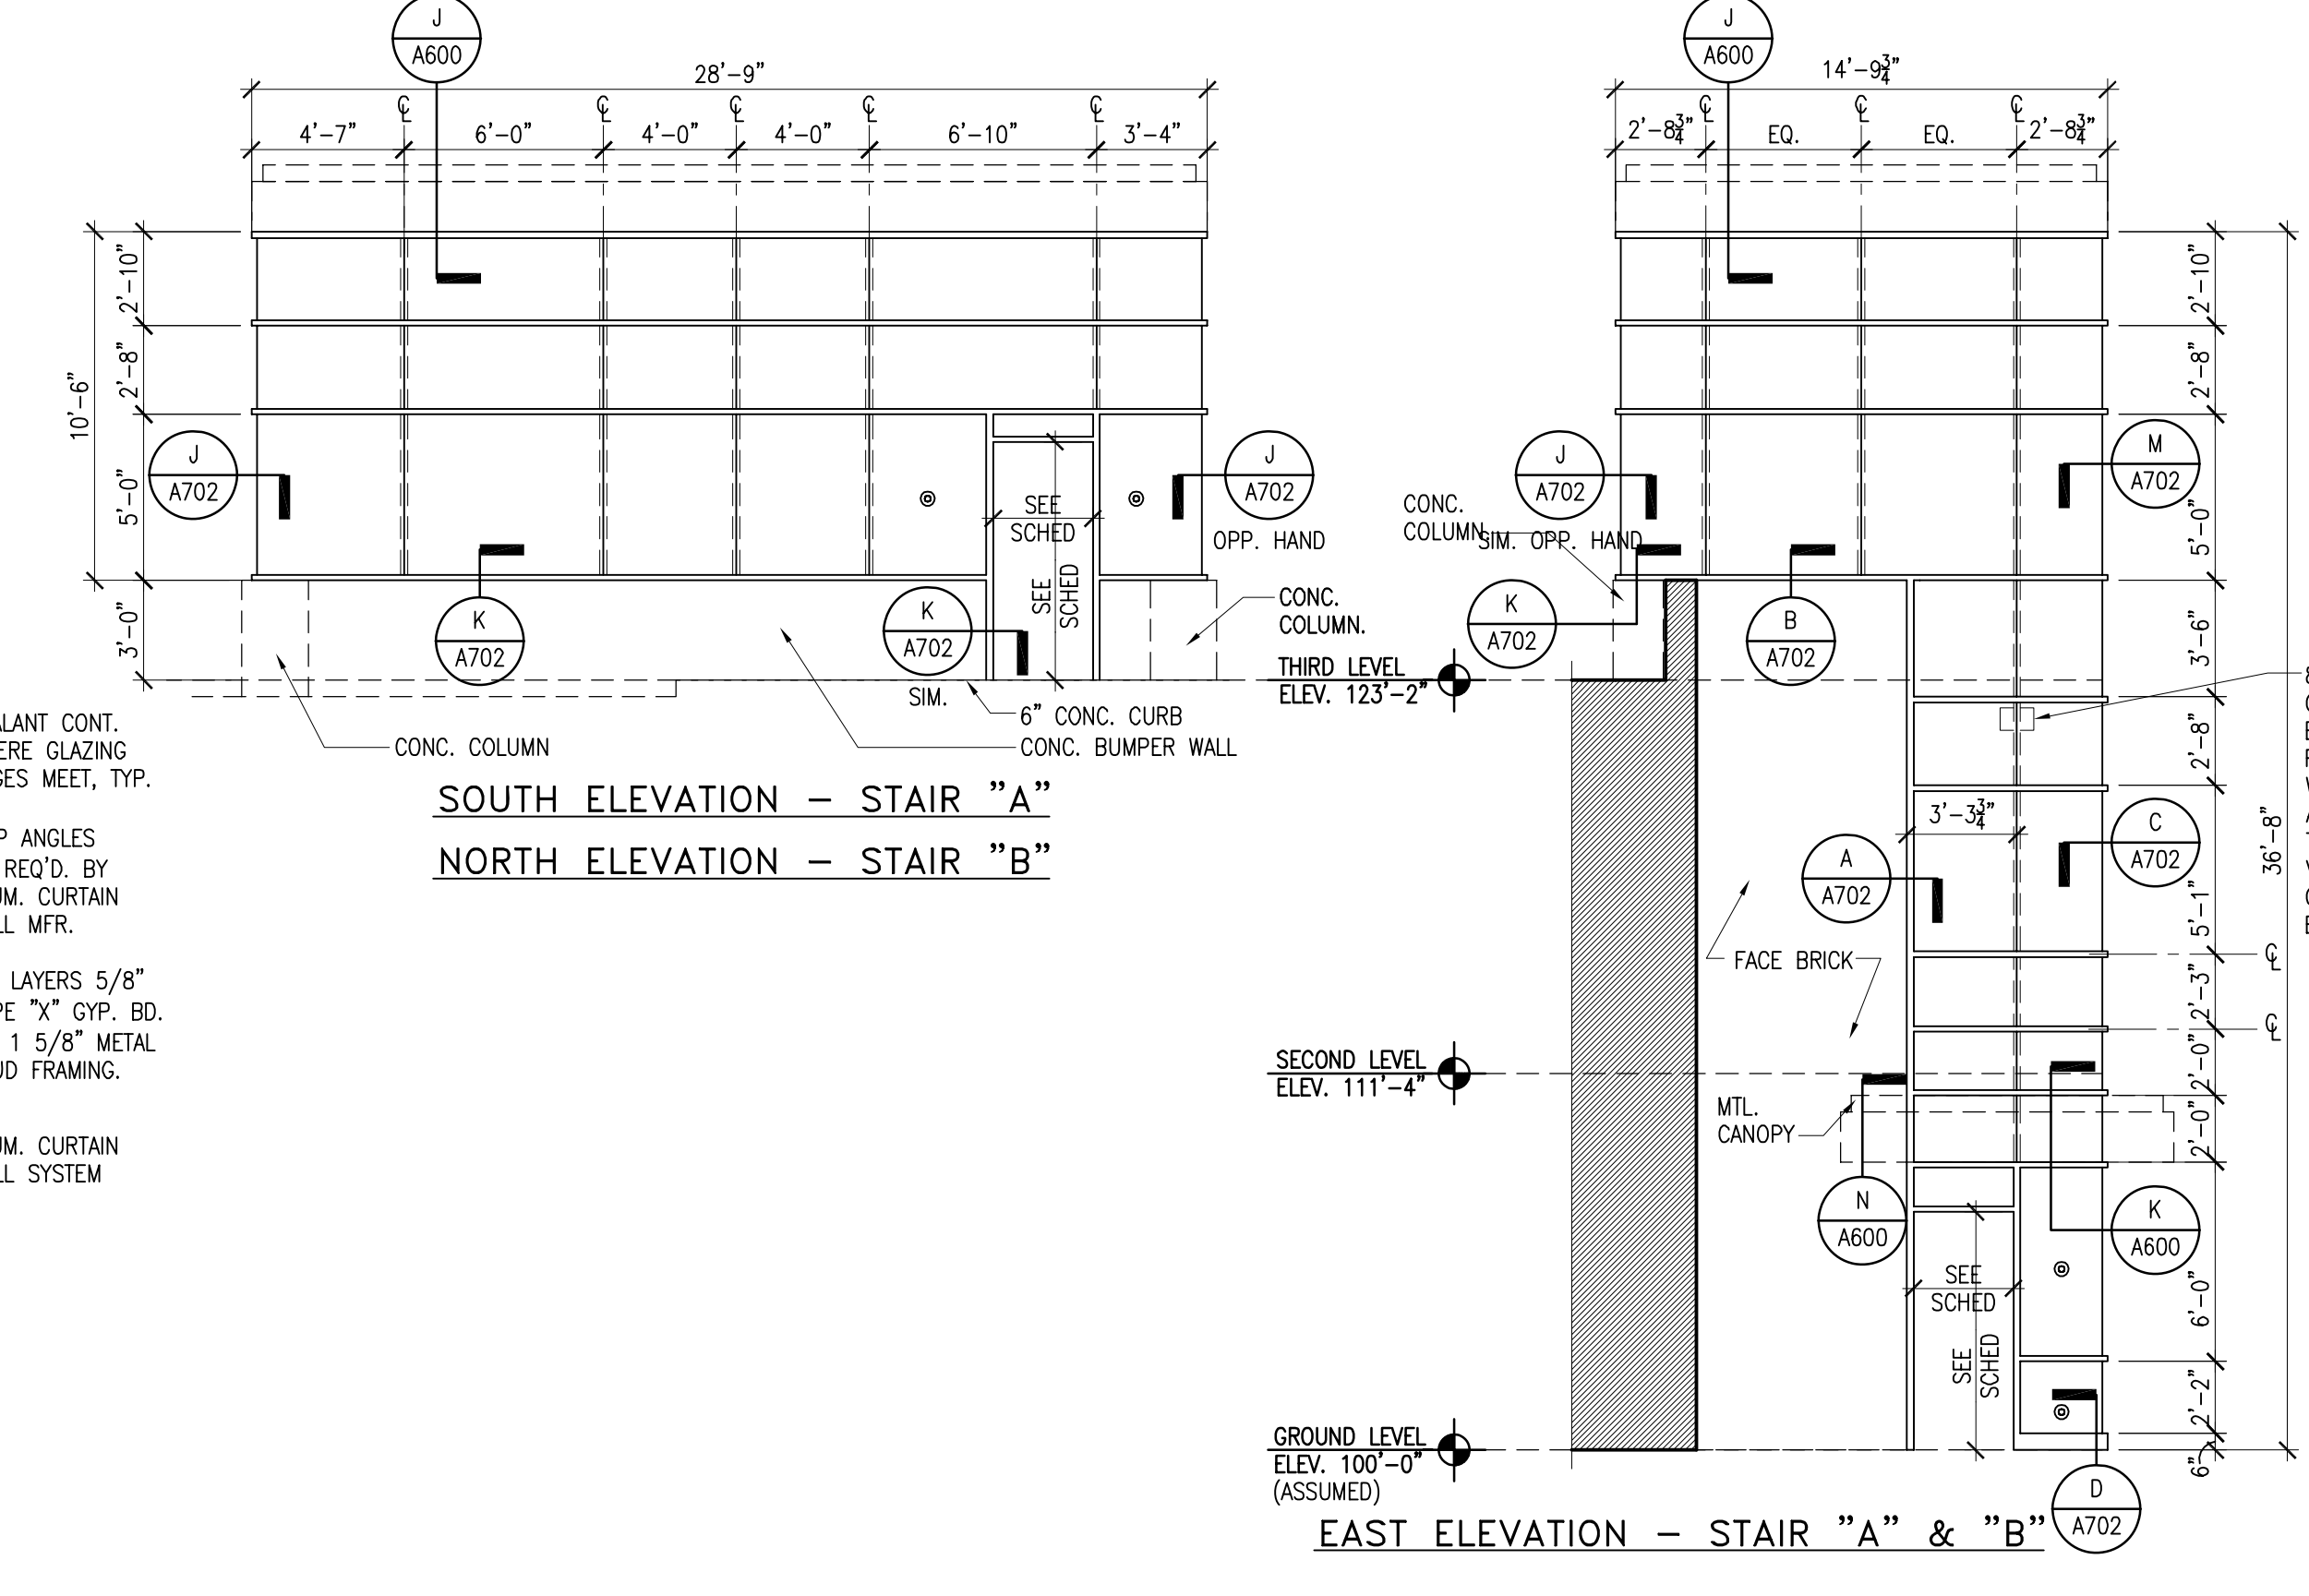 J
A600
28'-9"
4'-7"
6'-0"
4'-0"
4'-0"
6'-10"
3'-4"
10'-6"
2'-10"
2'-8"
5'-0"
3'-0"
J
A702
K
A702
K
A702
SIM.
SEE
SCHED
SEE
SCHED
J
A702
OPP. HAND
CONC.
COLUMN.
CONC. COLUMN
6" CONC. CURB
CONC. BUMPER WALL
SOUTH ELEVATION – STAIR "A"
NORTH ELEVATION – STAIR "B"
ALANT CONT.
ERE GLAZING
GES MEET, TYP.
P ANGLES
REQ'D. BY
UM. CURTAIN
LL MFR.
LAYERS 5/8"
PE "X" GYP. BD.
1 5/8" METAL
UD FRAMING.
UM. CURTAIN
LL SYSTEM
J
A600
14'-9 3/4"
2'-8 3/4"
EQ.
EQ.
2'-8 3/4"
J
A702
SIM. OPP. HAND
CONC.
COLUMN
K
A702
B
A702
M
A702
THIRD LEVEL
ELEV. 123'-2"
3'-3 3/4"
A
A702
C
A702
FACE BRICK
SECOND LEVEL
ELEV. 111'-4"
MTL.
CANOPY
N
A600
K
A600
SEE
SCHED
SEE
SCHED
GROUND LEVEL
ELEV. 100'-0"
(ASSUMED)
D
A702
2'-10"
2'-8"
5'-0"
3'-6"
2'-8"
5'-1"
2'-3"
2'-0"
2'-0"
6'-0"
2'-2"
6"
36'-8"
EAST ELEVATION – STAIR "A" & "B"